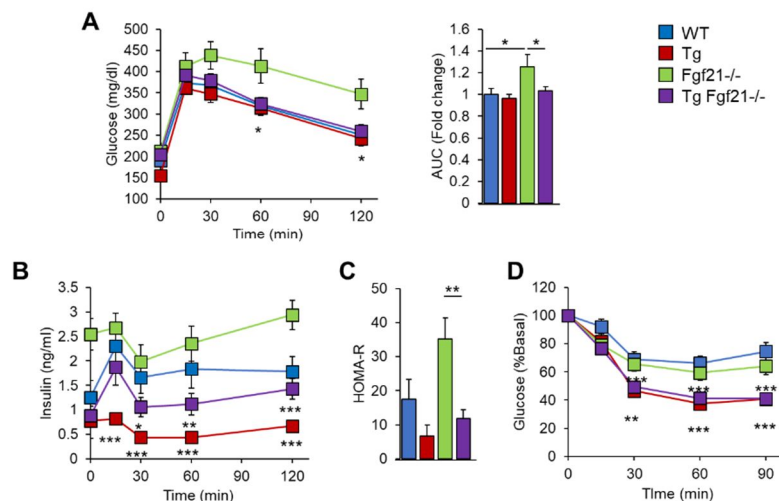 A
Glucose (mg/dl)
500
450
400
350
300
250
200
150
100
0 30 60 90 120
Time (min)
*
*
AUC (Fold change)
1.6
1.4
1.2
1
0.8
0.6
0.4
0.2
0
* *
WT
Tg
Fgf21-/-
Tg Fgf21-/-
B
Insulin (ng/ml)
3.5
3
2.5
2
1.5
1
0.5
0
0 30 60 90 120
Time (min)
* ** ***
*** *** *** ***
C
HOMA-R
50
40
30
20
10
0
**
D
Glucose (%Basal)
120
100
80
60
40
20
0
0 30 60 90
TIme (min)
*** *** ***
** *** ***